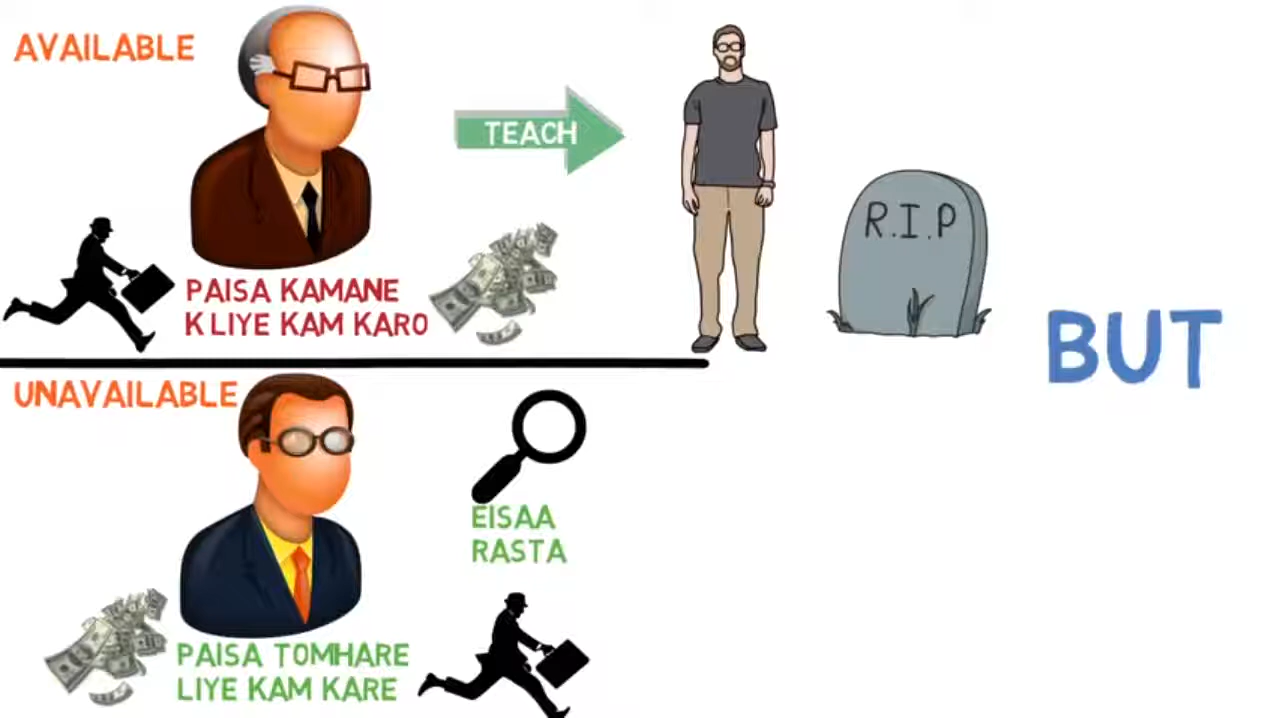 AVAILABLE
TEACH
R.I.P
PAISA KAMANE
K LIYE KAM KARO
BUT
UNAVAILABLE
EISAA
RASTA
PAISA TOMHARE
LIYE KAM KARE